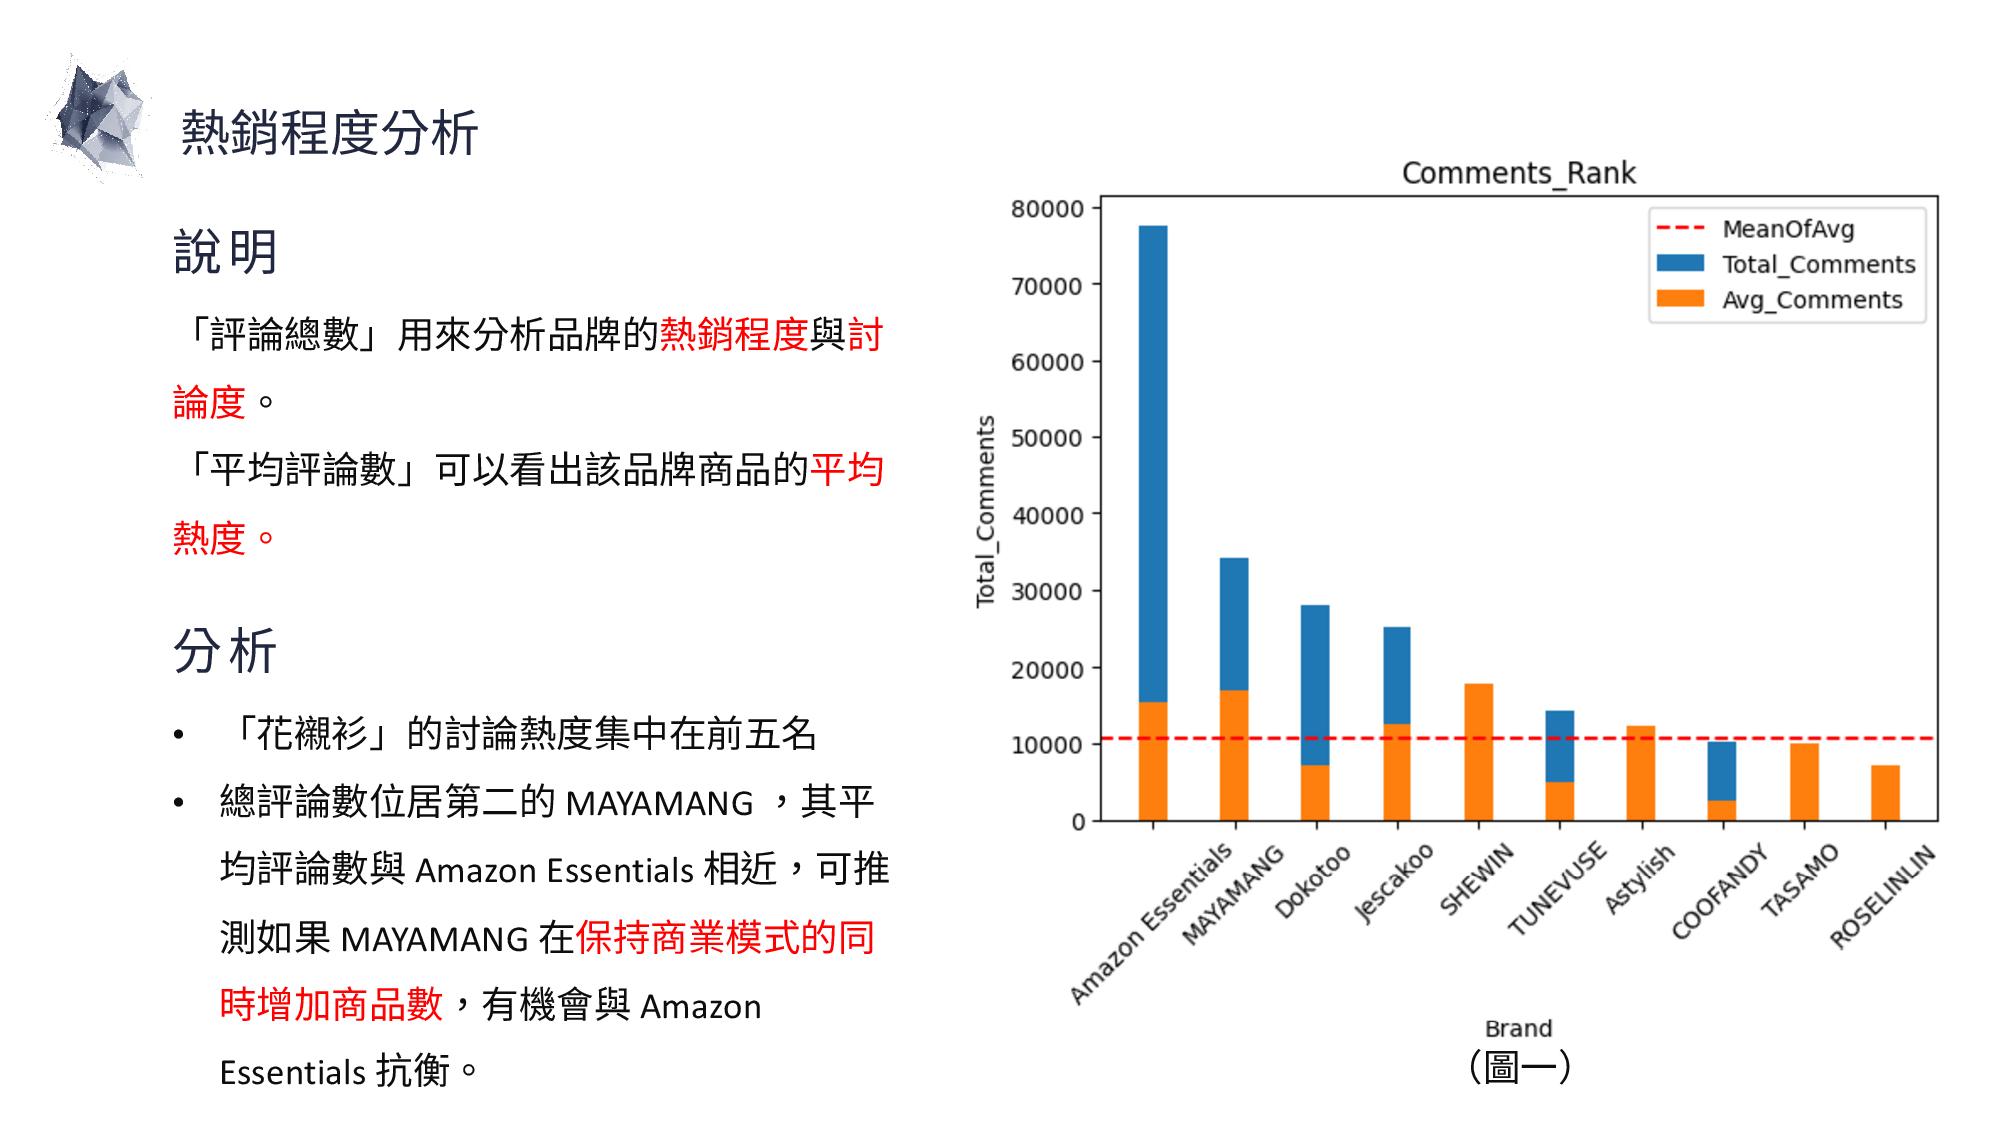 熱銷程度分析
說明
「評論總數」用來分析品牌的熱銷程度與討
論度。
「平均評論數」可以看出該品牌商品的平均
熱度。
分析
• 「花襯衫」的討論熱度集中在前五名
• 總評論數位居第二的 MAYAMANG ，其平
均評論數與 Amazon Essentials 相近，可推
測如果 MAYAMANG 在保持商業模式的同
時增加商品數，有機會與 Amazon
Essentials 抗衡。
Comments_Rank
MeanOfAvg
Total_Comments
Avg_Comments
Total_Comments
80000
70000
60000
50000
40000
30000
20000
10000
0
Amazon Essentials
MAYAMANG
Dokotoo
Jescakoo
SHEWIN
TUNEVUSE
Astylish
COOFANDY
TASAMO
ROSELINLIN
Brand
（圖一）